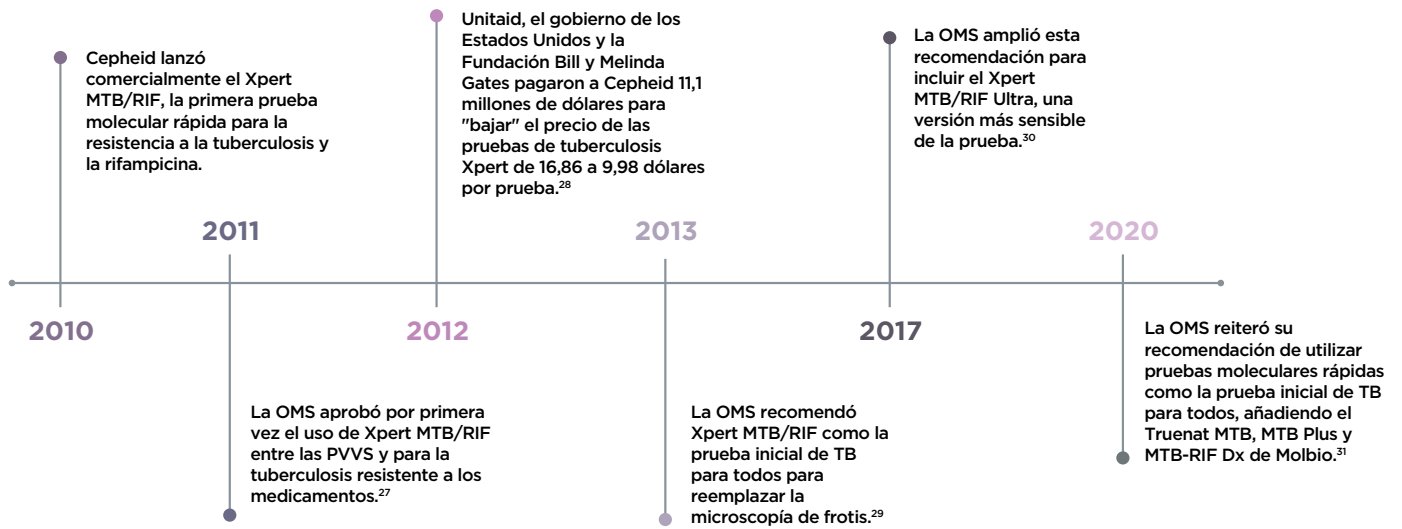 Cepheid lanzó
comercialmente el Xpert
MTB/RIF, la primera prueba
molecular rápida para la
resistencia a la tuberculosis y
la rifampicina.
2010
2011
La OMS aprobó por primera
vez el uso de Xpert MTB/RIF
entre las PVVS y para la
tuberculosis resistente a los
medicamentos.27
Unitaid, el gobierno de los
Estados Unidos y la
Fundación Bill y Melinda
Gates pagaron a Cepheid 11,1
millones de dólares para
"bajar" el precio de las
pruebas de tuberculosis
Xpert de 16,86 a 9,98 dólares
por prueba.28
2012
2013
La OMS recomendó
Xpert MTB/RIF como la
prueba inicial de TB
para todos para
reemplazar la
microscopía de frotis.29
La OMS amplió esta
recomendación para
incluir el Xpert
MTB/RIF Ultra, una
versión más sensible
de la prueba.30
2017
2020
La OMS reiteró su
recomendación de utilizar
pruebas moleculares rápidas
como la prueba inicial de TB
para todos, añadiendo el
Truenat MTB, MTB Plus y
MTB-RIF Dx de Molbio.31